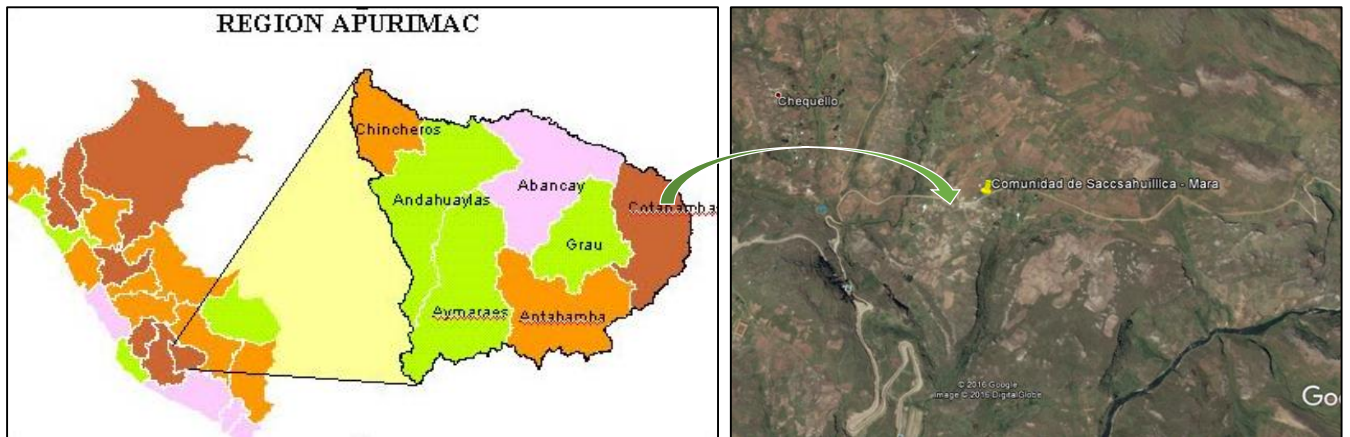 REGION APURIMAC
Chincheros
Andahuaylas
Abancay
Cotabambas
Grau
Aymaraes
Antabamba
Chequello
Comunidad de Saccsahuilllca - Mara
© 2016 Google
Image © 2016 DigitalGlobe
Goo